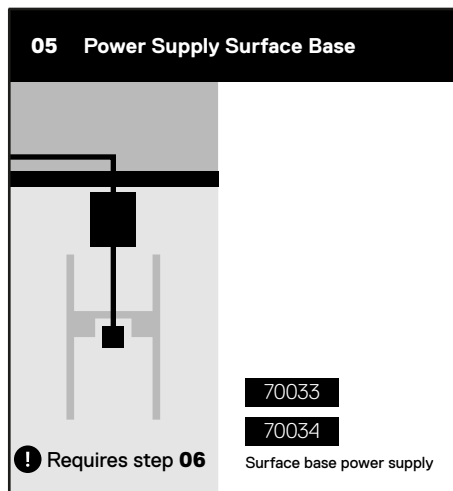 05 Power Supply Surface Base
! Requires step 06
70033
70034
Surface base power supply